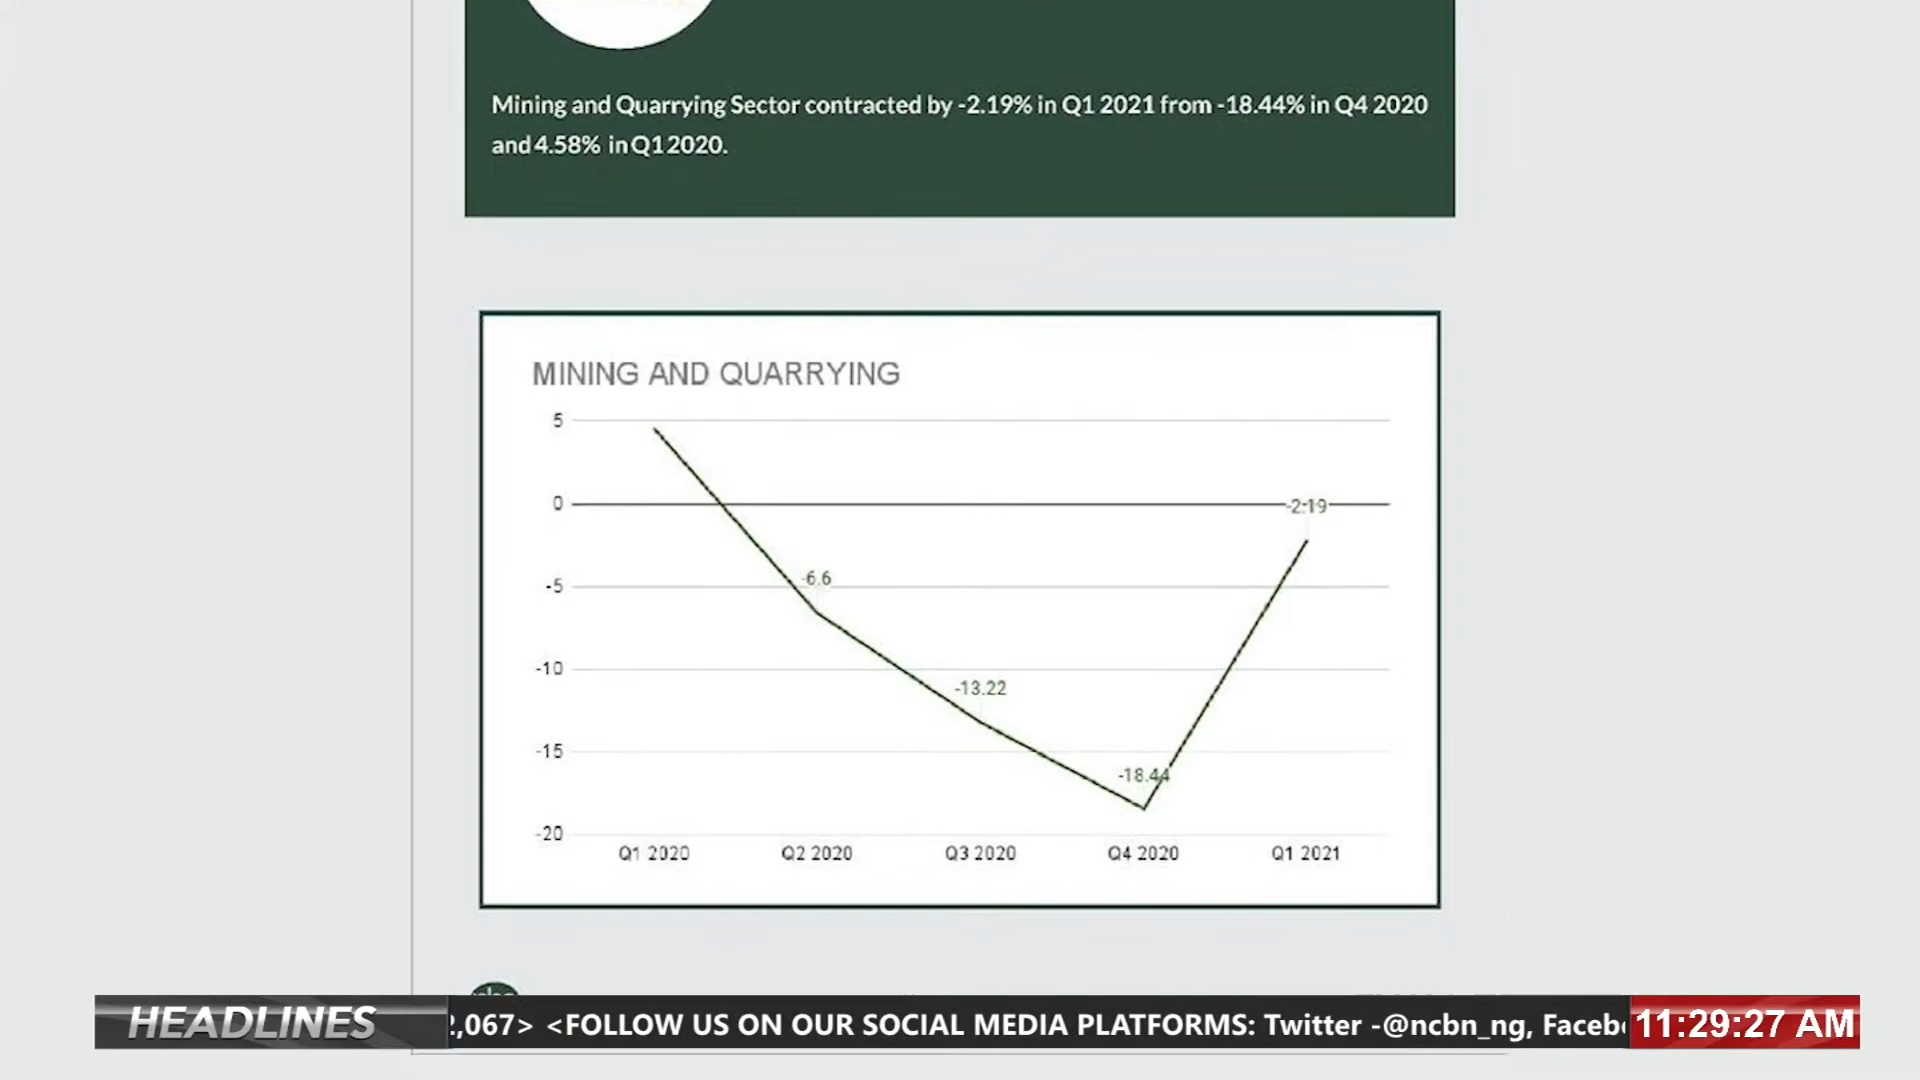 Mining and Quarrying Sector contracted by -2.19% in Q1 2021 from -18.44% in Q4 2020
and 4.58% in Q1 2020.
MINING AND QUARRYING
5
0
-5
-10
-15
-20
-6.6
-13.22
-18.44
-2.19
Q1 2020 Q2 2020 Q3 2020 Q4 2020 Q1 2021
HEADLINES
2,067> <FOLLOW US ON OUR SOCIAL MEDIA PLATFORMS: Twitter -@ncbn_ng, Faceb
11:29:27 AM